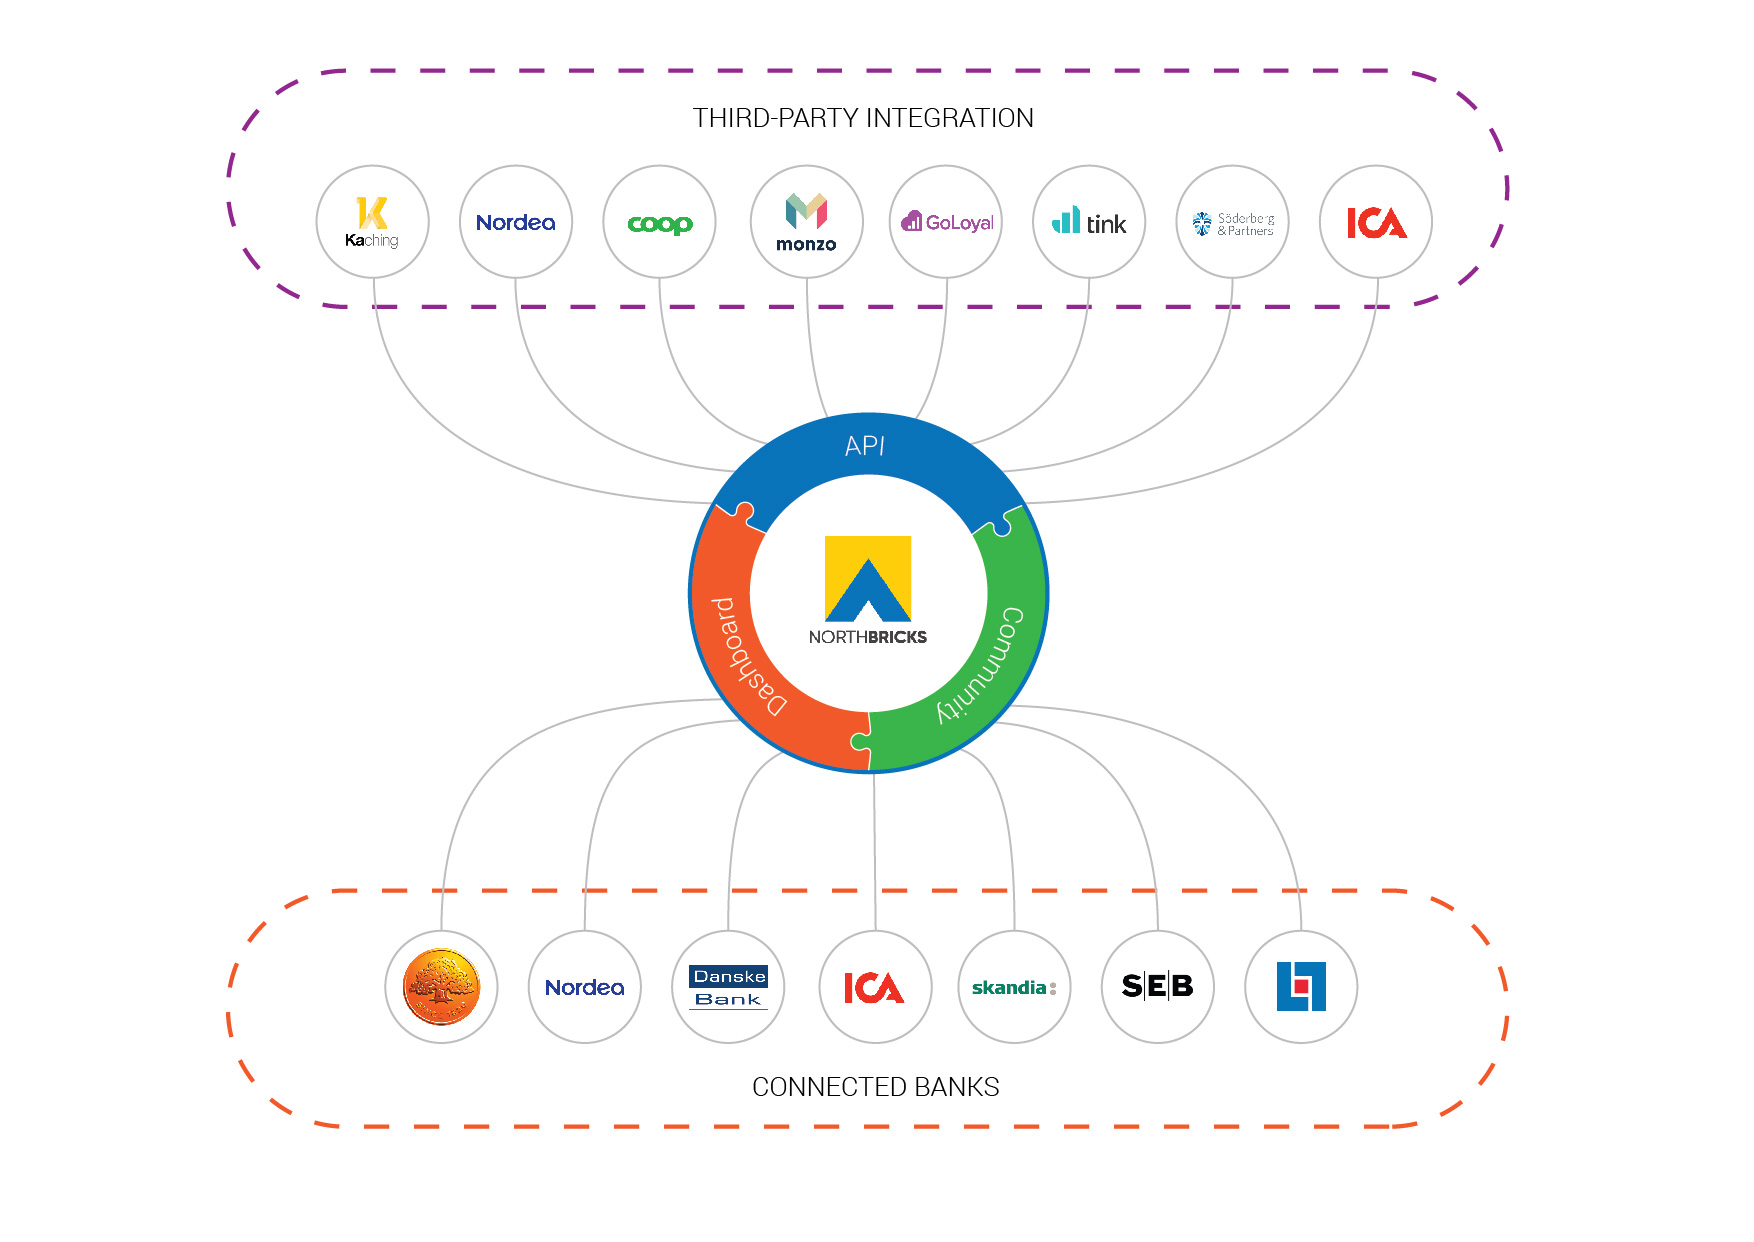 THIRD-PARTY INTEGRATION
Kaching
Nordea
coop
monzo
GoLoyal
tink
Söderberg
& Partners
ICA
API
Dashboard
Community
NORTHBRICKS
Nordea
Danske
Bank
ICA
skandia:
S|E|B
CONNECTED BANKS